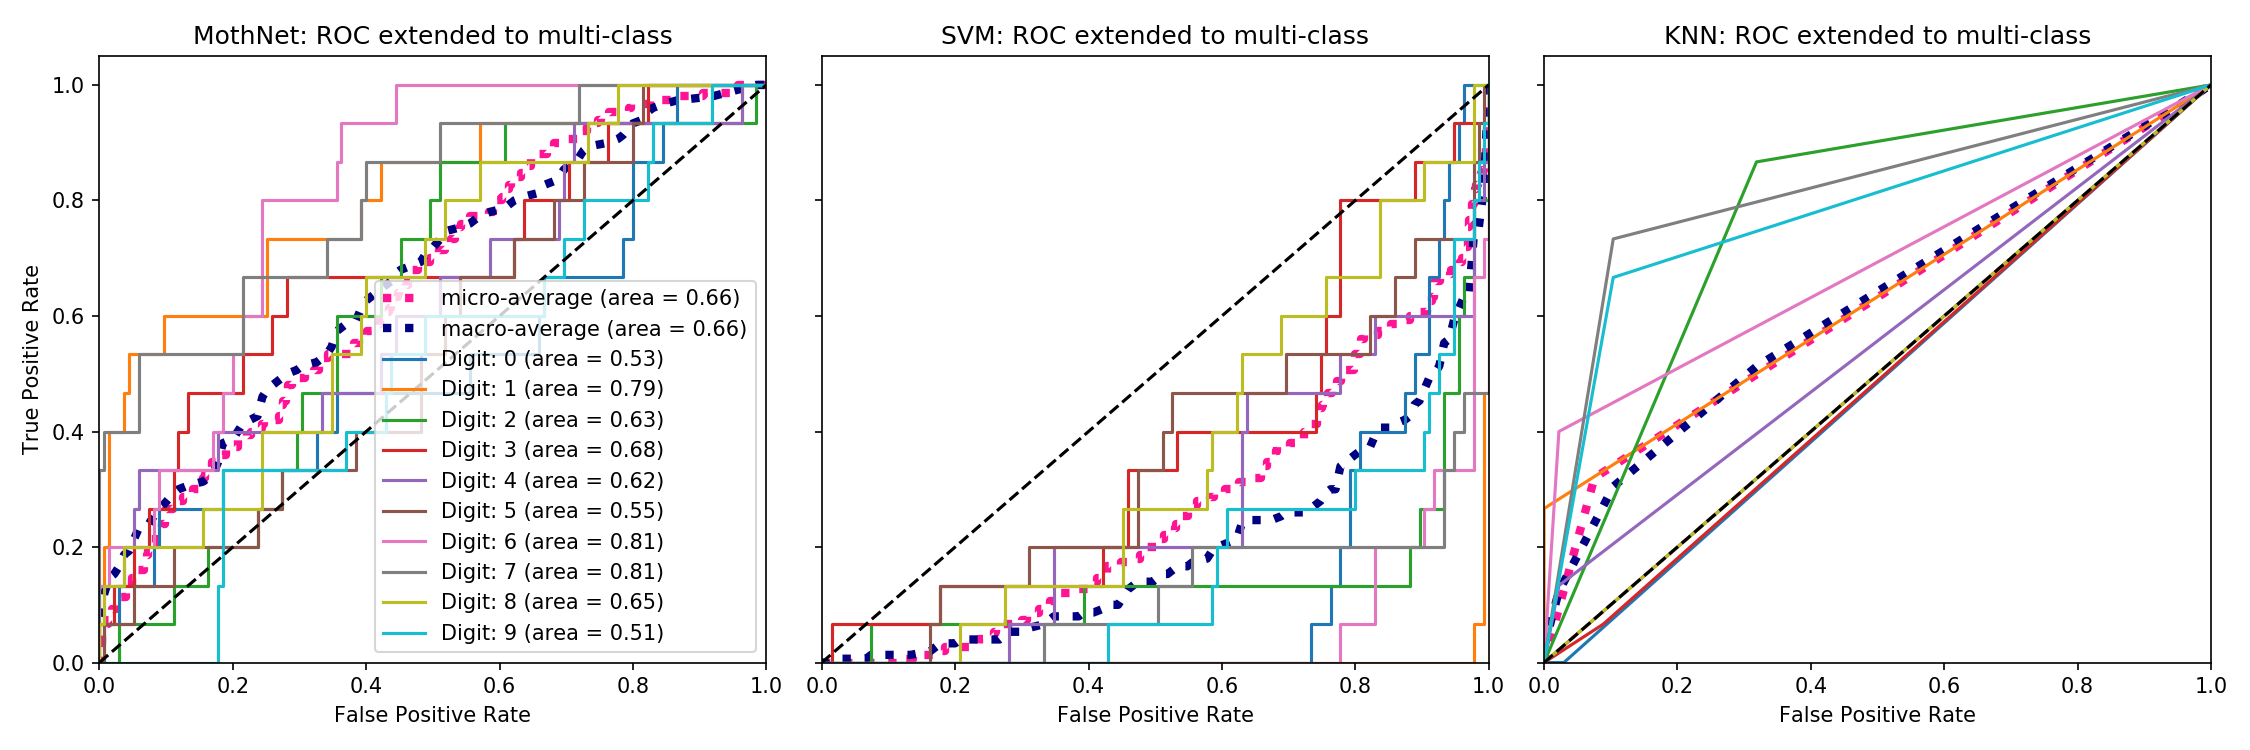 MothNet: ROC extended to multi-class
1.0
0.8
0.6
0.4
0.2
0.0
True Positive Rate
micro-average (area = 0.66)
macro-average (area = 0.66)
Digit: 0 (area = 0.53)
Digit: 1 (area = 0.79)
Digit: 2 (area = 0.63)
Digit: 3 (area = 0.68)
Digit: 4 (area = 0.62)
Digit: 5 (area = 0.55)
Digit: 6 (area = 0.81)
Digit: 7 (area = 0.81)
Digit: 8 (area = 0.65)
Digit: 9 (area = 0.51)
0.0 0.2 0.4 0.6 0.8 1.0
False Positive Rate
SVM: ROC extended to multi-class
0.0 0.2 0.4 0.6 0.8 1.0
False Positive Rate
KNN: ROC extended to multi-class
0.0 0.2 0.4 0.6 0.8 1.0
False Positive Rate